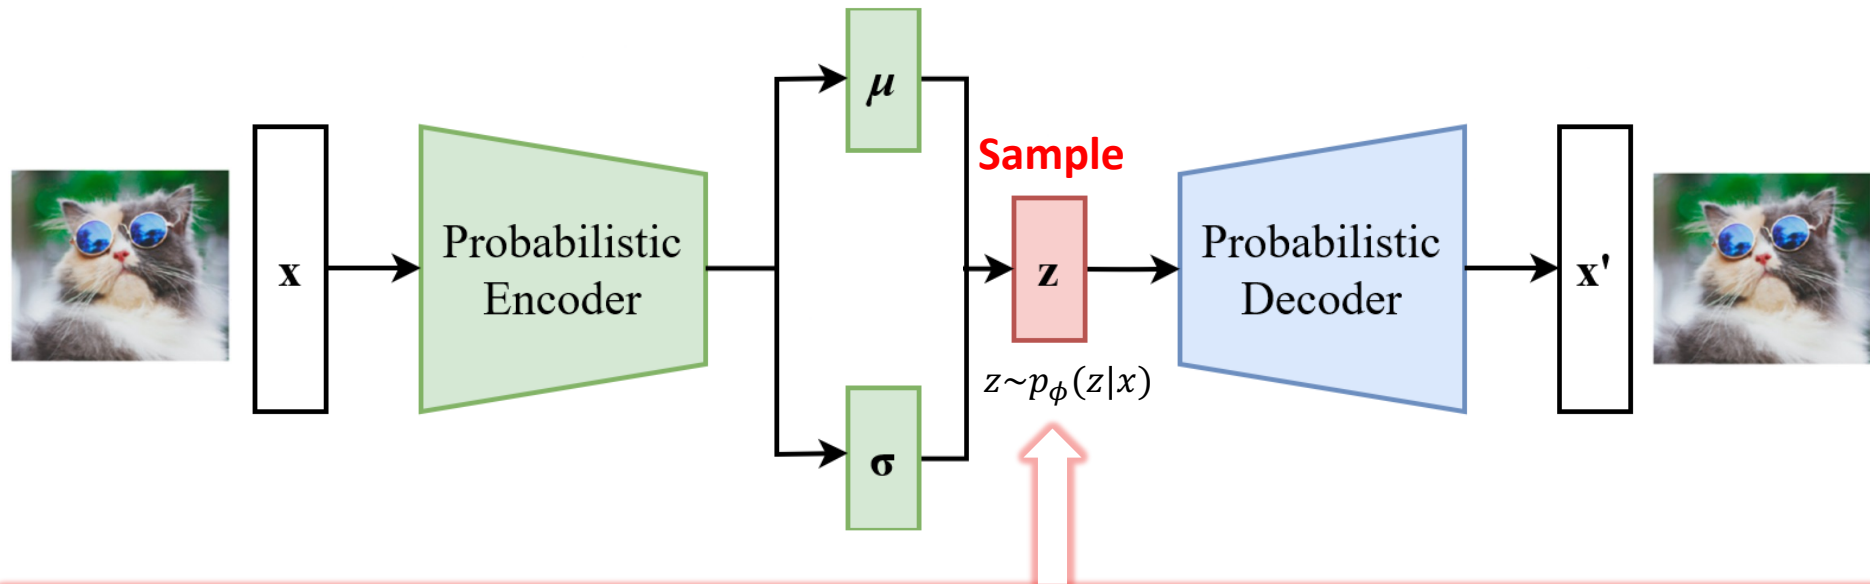 x
Probabilistic
Encoder
μ
σ
Sample
z
z~pϕ(z|x)
Probabilistic
Decoder
x'